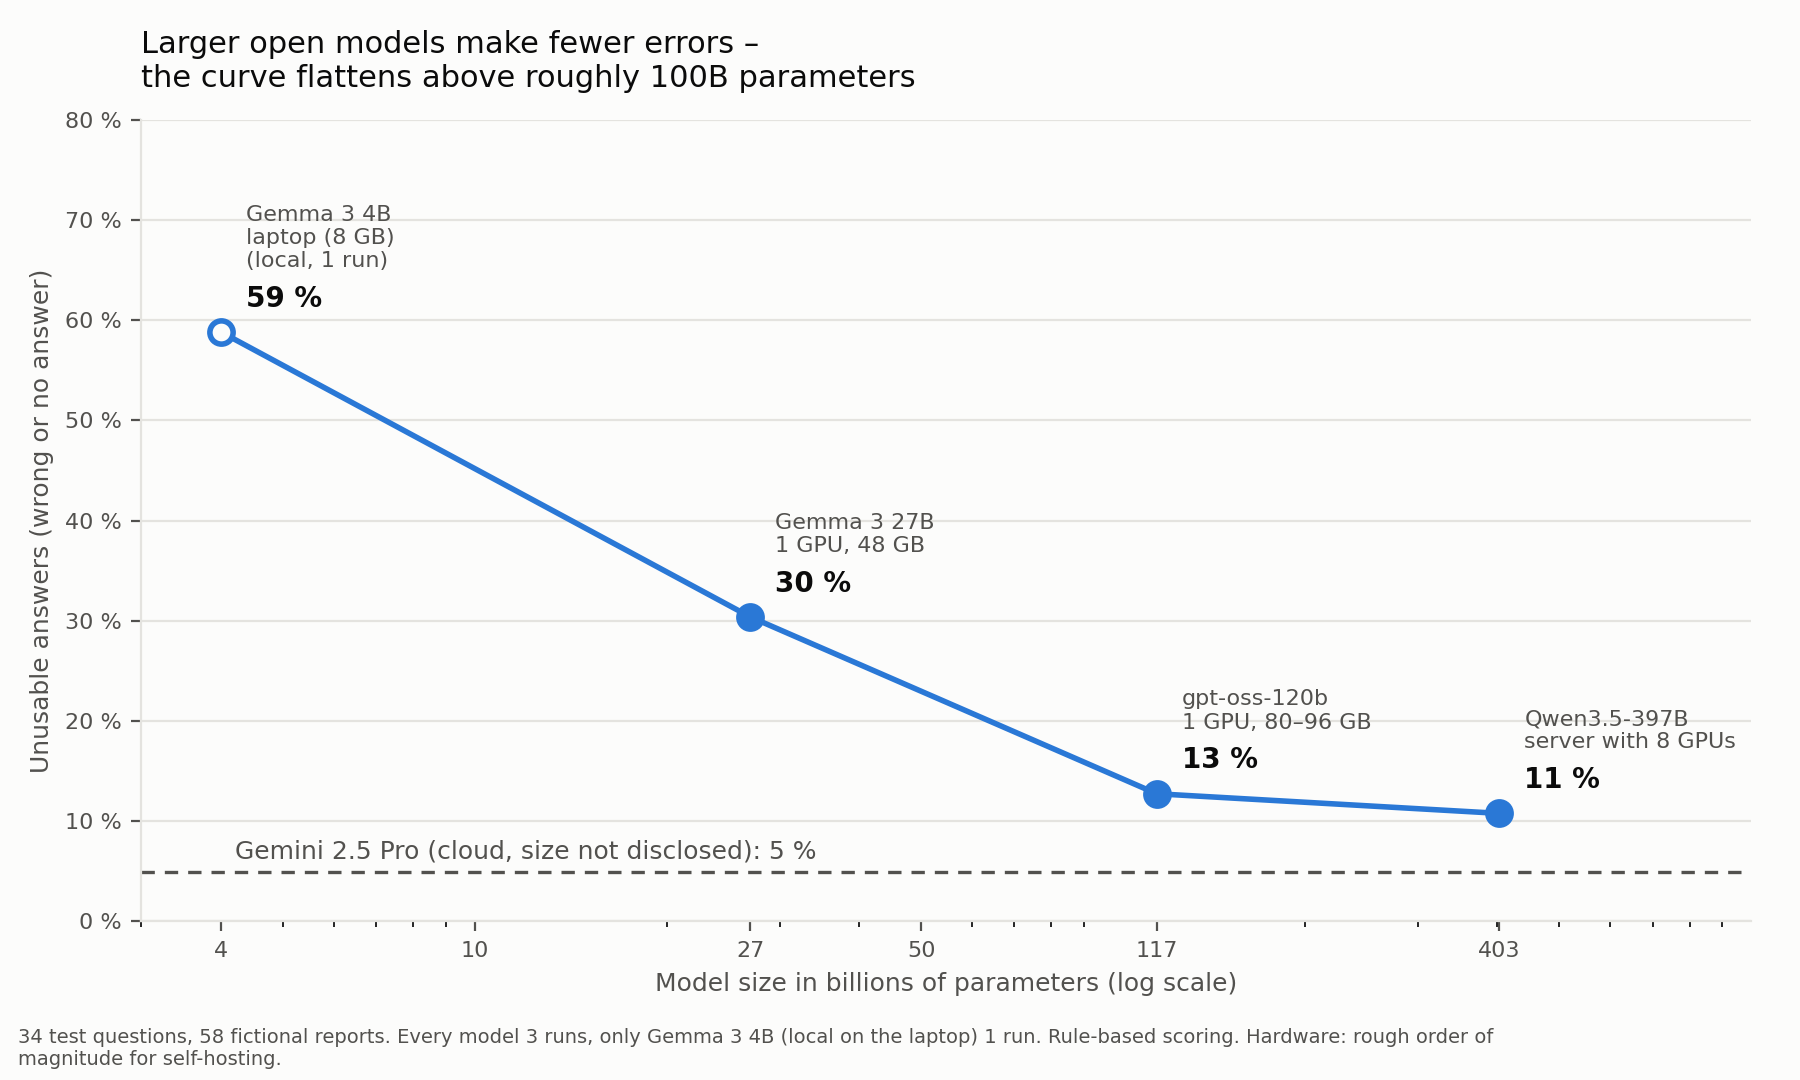 Larger open models make fewer errors –
the curve flattens above roughly 100B parameters
Unusable answers (wrong or no answer)
80 %
70 %
60 %
50 %
40 %
30 %
20 %
10 %
0 %
Gemma 3 4B
laptop (8 GB)
(local, 1 run)
59 %
Gemma 3 27B
1 GPU, 48 GB
30 %
gpt-oss-120b
1 GPU, 80–96 GB
13 %
Qwen3.5-397B
server with 8 GPUs
11 %
Gemini 2.5 Pro (cloud, size not disclosed): 5 %
4
10
27
50
117
403
Model size in billions of parameters (log scale)
34 test questions, 58 fictional reports. Every model 3 runs, only Gemma 3 4B (local on the laptop) 1 run. Rule-based scoring. Hardware: rough order of
magnitude for self-hosting.